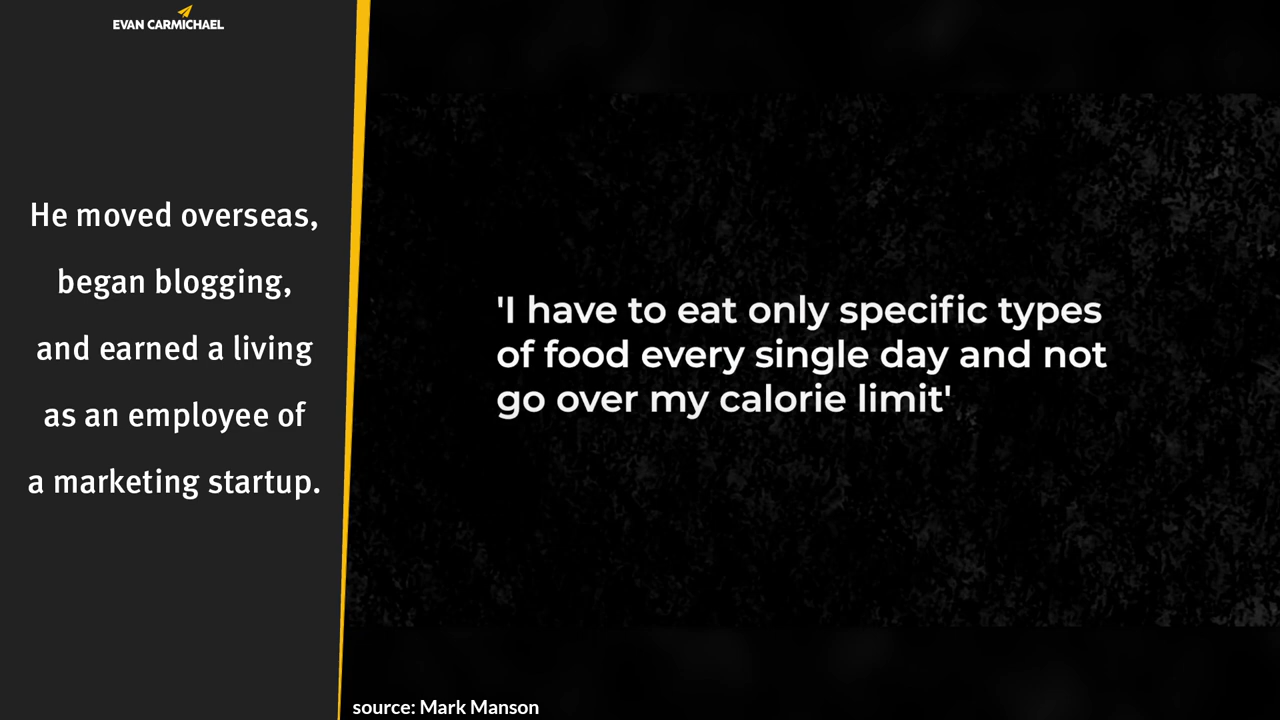 EVAN CARMICHAEL
He moved overseas,
began blogging,
and earned a living
as an employee of
a marketing startup.
'I have to eat only specific types
of food every single day and not
go over my calorie limit'
source: Mark Manson